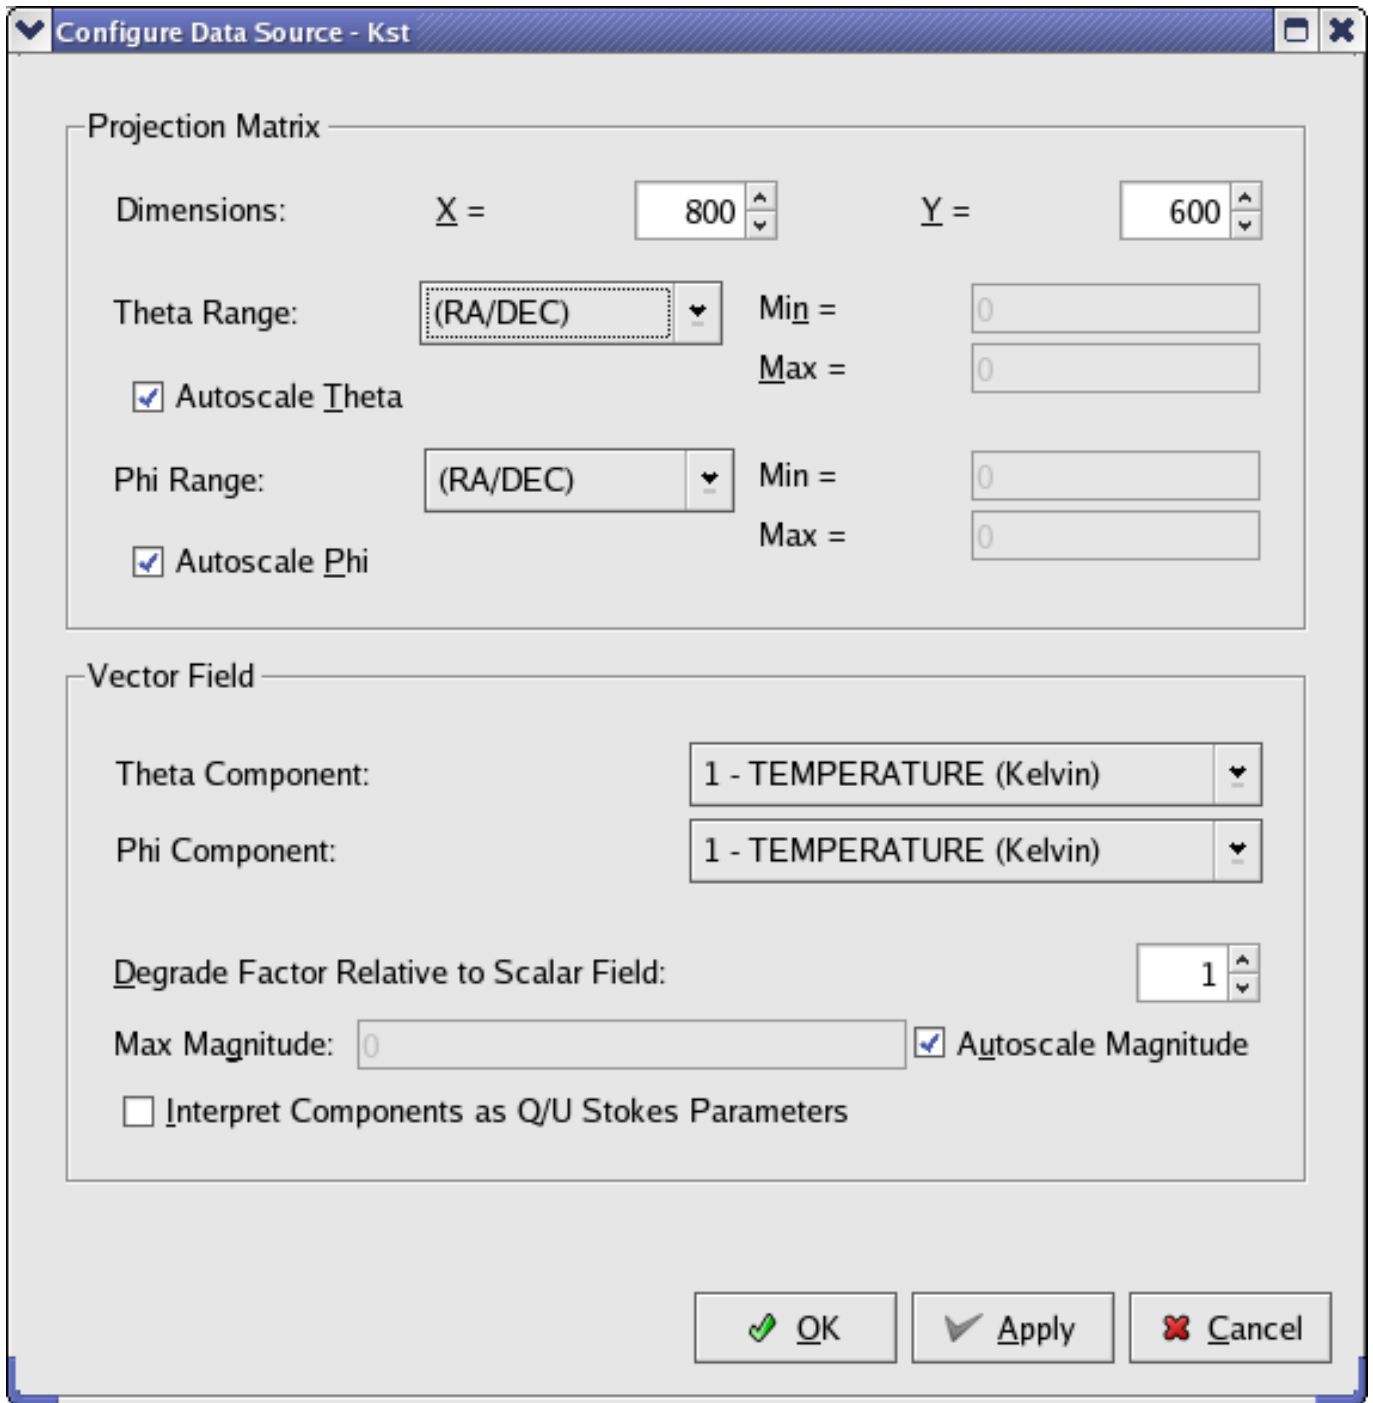 Configure Data Source - Kst
Projection Matrix
Dimensions: X = 800 Y = 600
Theta Range: (RA/DEC) Min = 0
Max = 0
Autoscale Theta
Phi Range: (RA/DEC) Min = 0
Max = 0
Autoscale Phi
Vector Field
Theta Component: 1 - TEMPERATURE (Kelvin)
Phi Component: 1 - TEMPERATURE (Kelvin)
Degrade Factor Relative to Scalar Field: 1
Max Magnitude: 0 Autoscale Magnitude
Interpret Components as Q/U Stokes Parameters
OK Apply Cancel